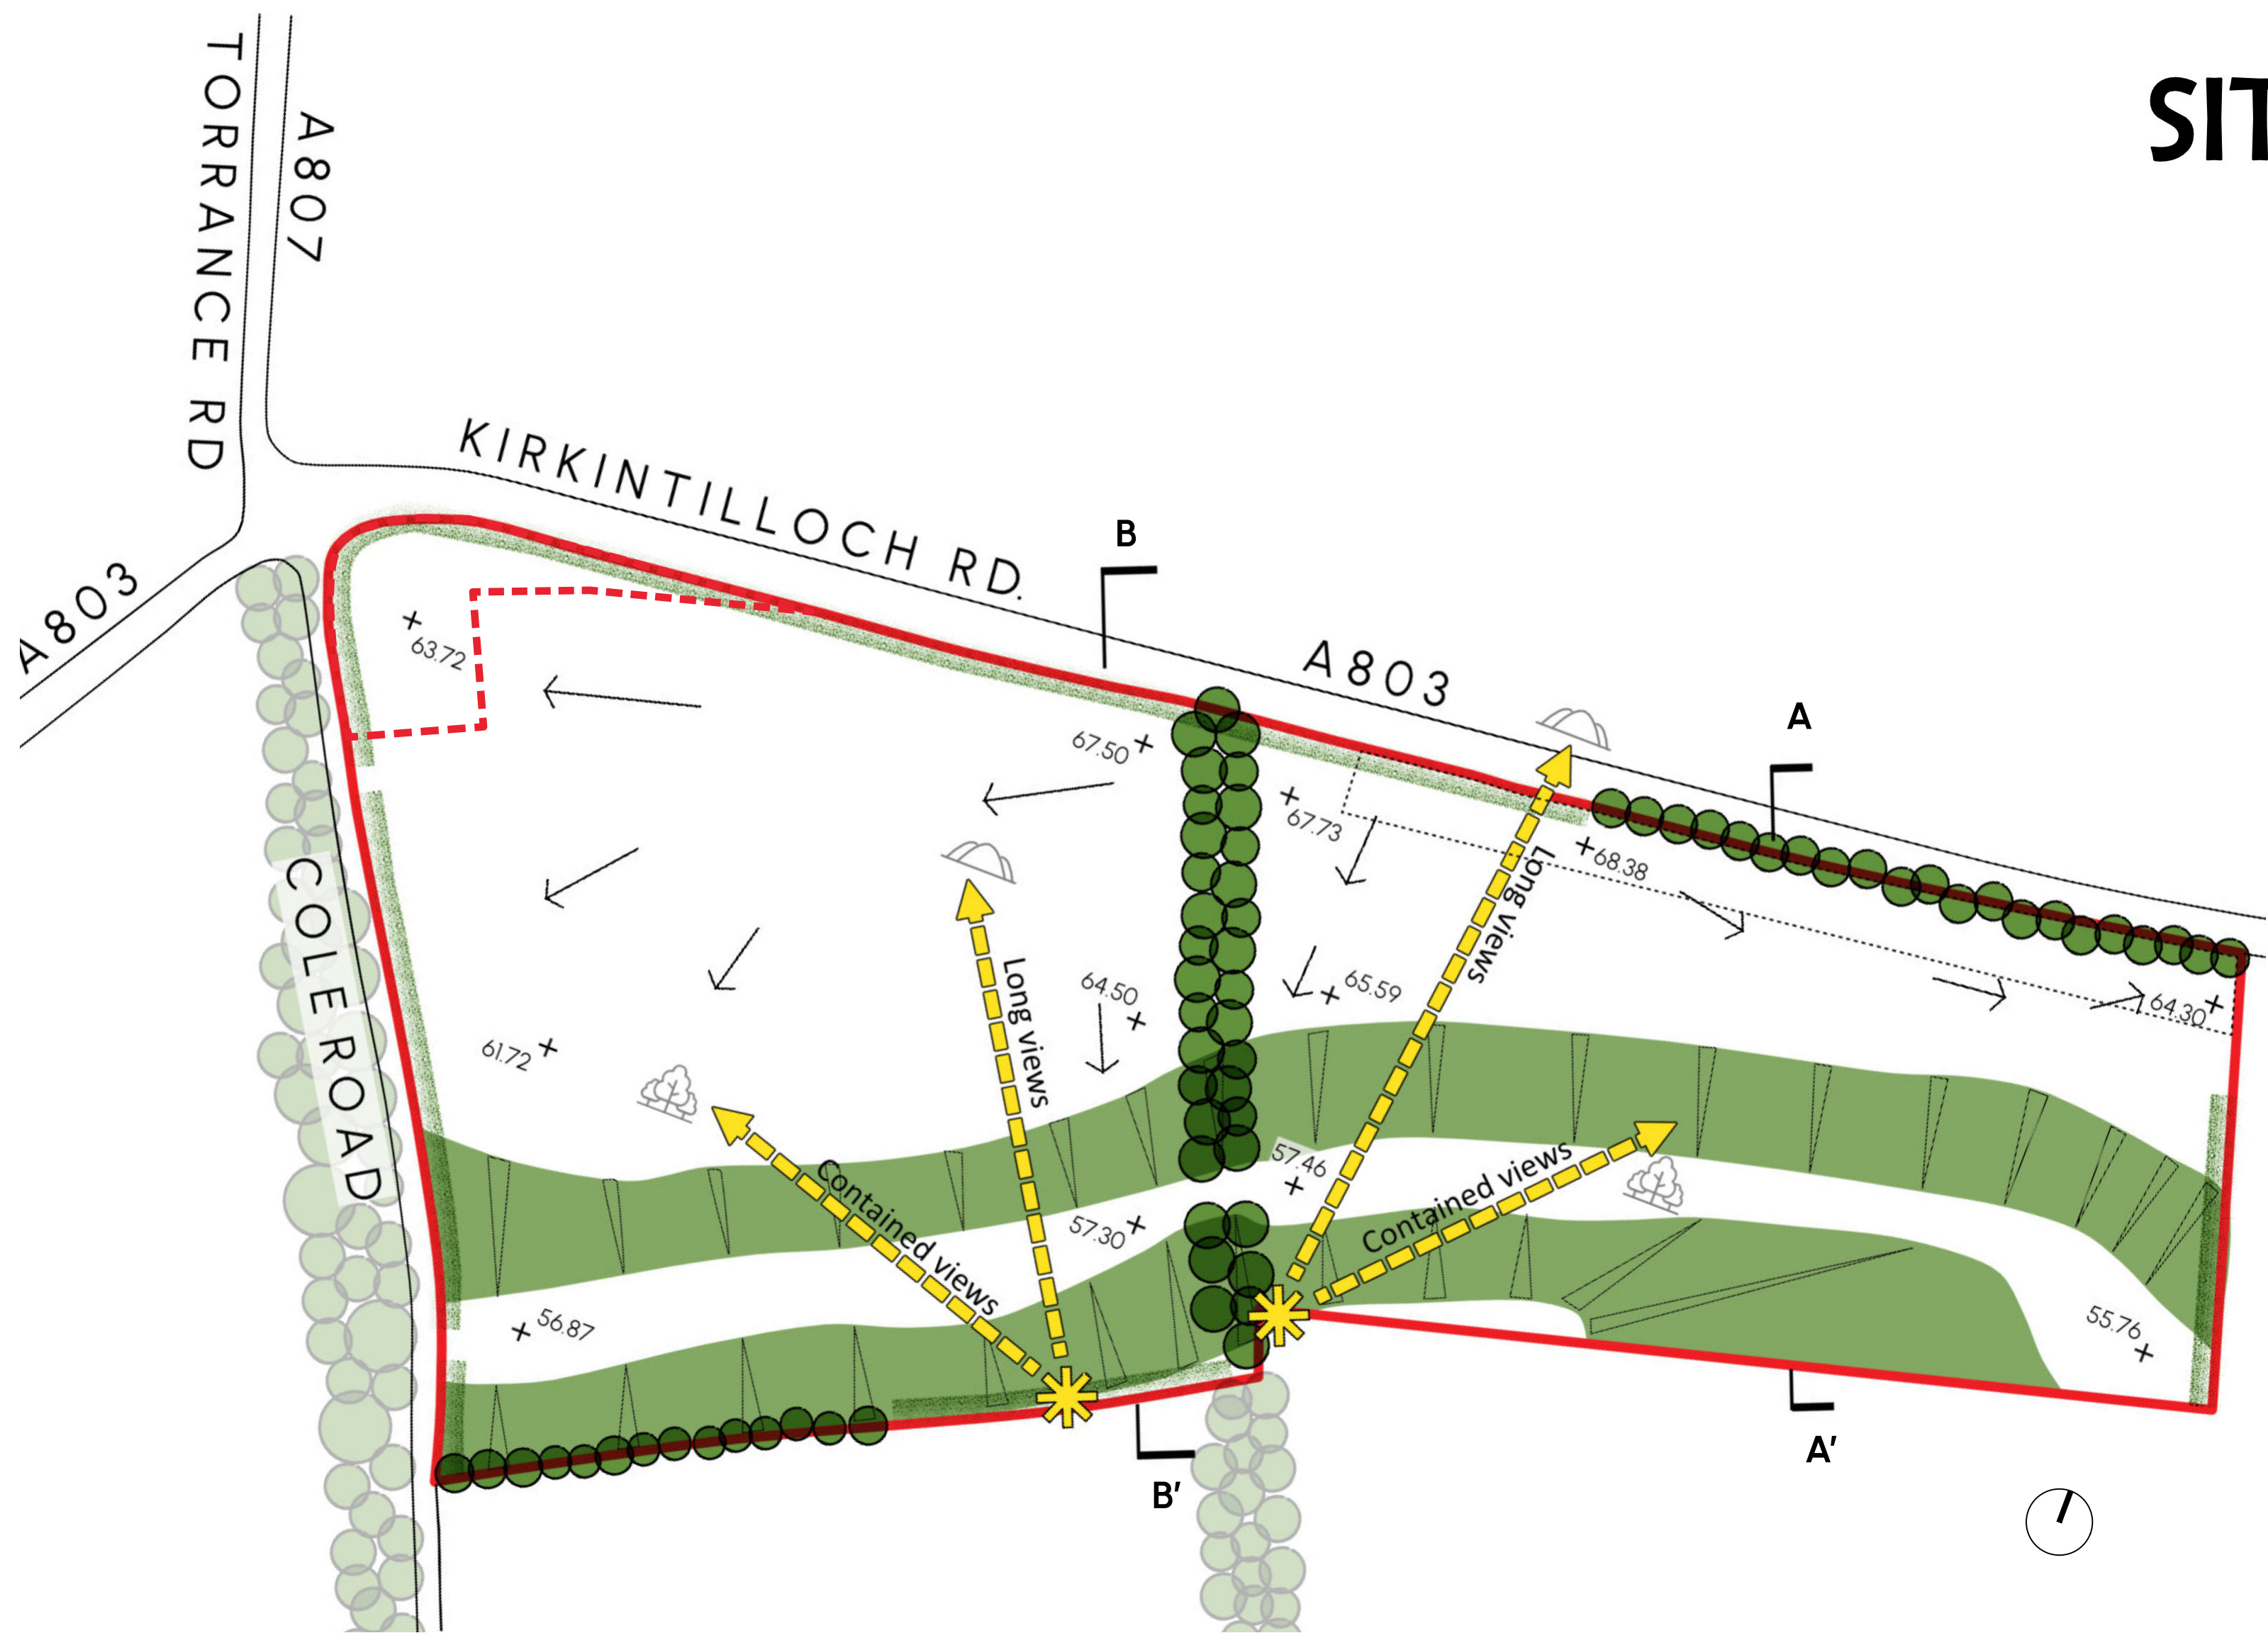 SIT
TORRANCE RD
A807
A803
KIRKINTILLOCH RD.
A803
B
A
63.72
67.50
67.73
68.38
64.30
COLE ROAD
Long views
Long views
64.50
65.59
61.72
57.46
57.30
Contained views
Contained views
56.87
55.76
A'
B'